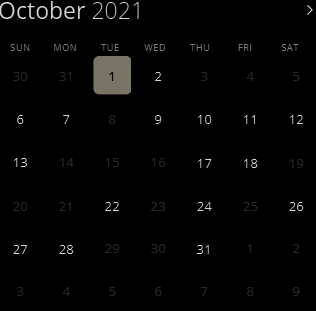 October 2021 >
SUN MON TUE WED THU FRI SAT
30 31 1 2 3 4 5
6 7 8 9 10 11 12
13 14 15 16 17 18 19
20 21 22 23 24 25 26
27 28 29 30 31 1 2
3 4 5 6 7 8 9